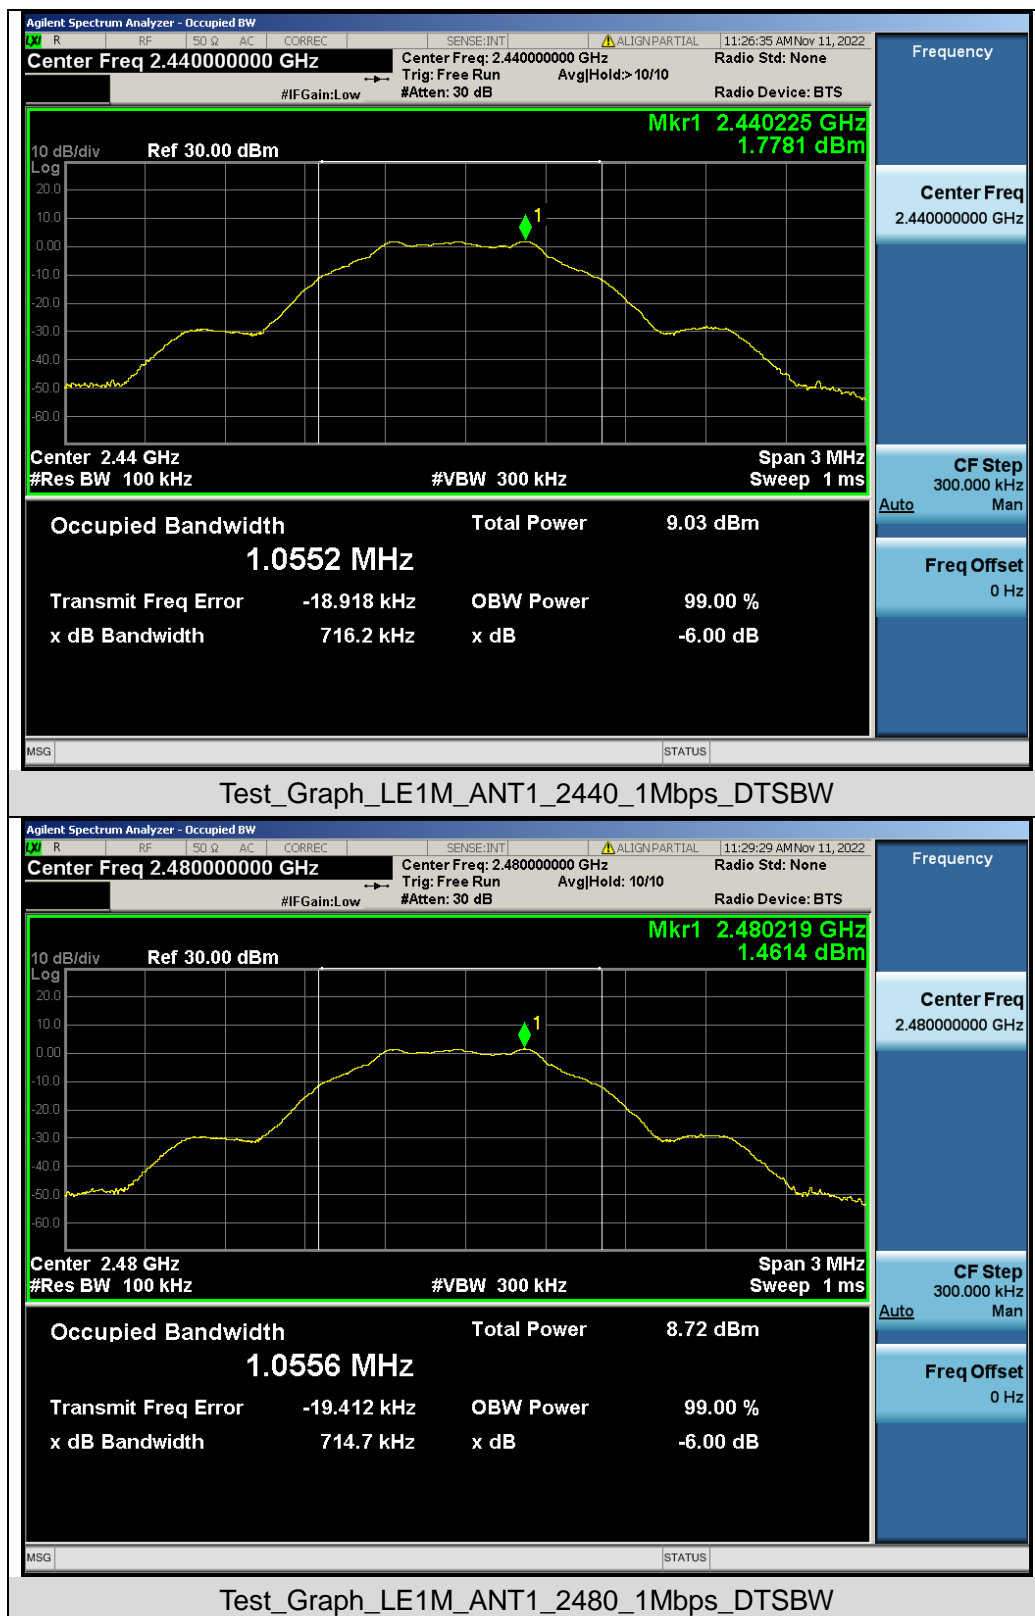 Agilent Spectrum Analyzer - Occupied BW
LXI R RF 50 Ω AC CORREC SENSE:INT ALIGN PARTIAL 11:26:35 AM Nov 11, 2022
Center Freq 2.440000000 GHz
Center Freq: 2.440000000 GHz
Radio Std: None
Trig: Free Run Avg|Hold:> 10/10
#IFGain:Low
#Atten: 30 dB
Radio Device: BTS
Frequency
Mkr1 2.440225 GHz
1.7781 dBm
10 dB/div Ref 30.00 dBm
Log
20.0
10.0
0.00
-10.0
-20.0
-30.0
-40.0
-50.0
-60.0
1
Center Freq
2.440000000 GHz
Center 2.44 GHz
Span 3 MHz
#Res BW 100 kHz
#VBW 300 kHz
Sweep 1 ms
CF Step
300.000 kHz
Auto Man
Occupied Bandwidth
1.0552 MHz
Total Power 9.03 dBm
Freq Offset
0 Hz
Transmit Freq Error -18.918 kHz OBW Power 99.00 %
x dB Bandwidth 716.2 kHz x dB -6.00 dB
MSG STATUS
Test_Graph_LE1M_ANT1_2440_1Mbps_DTSBW
Agilent Spectrum Analyzer - Occupied BW
LXI R RF 50 Ω AC CORREC SENSE:INT ALIGN PARTIAL 11:29:29 AM Nov 11, 2022
Center Freq 2.480000000 GHz
Center Freq: 2.480000000 GHz
Radio Std: None
Trig: Free Run Avg|Hold: 10/10
#IFGain:Low
#Atten: 30 dB
Radio Device: BTS
Frequency
Mkr1 2.480219 GHz
1.4614 dBm
10 dB/div Ref 30.00 dBm
Log
20.0
10.0
0.00
-10.0
-20.0
-30.0
-40.0
-50.0
-60.0
1
Center Freq
2.480000000 GHz
Center 2.48 GHz
Span 3 MHz
#Res BW 100 kHz
#VBW 300 kHz
Sweep 1 ms
CF Step
300.000 kHz
Auto Man
Occupied Bandwidth
1.0556 MHz
Total Power 8.72 dBm
Freq Offset
0 Hz
Transmit Freq Error -19.412 kHz OBW Power 99.00 %
x dB Bandwidth 714.7 kHz x dB -6.00 dB
MSG STATUS
Test_Graph_LE1M_ANT1_2480_1Mbps_DTSBW